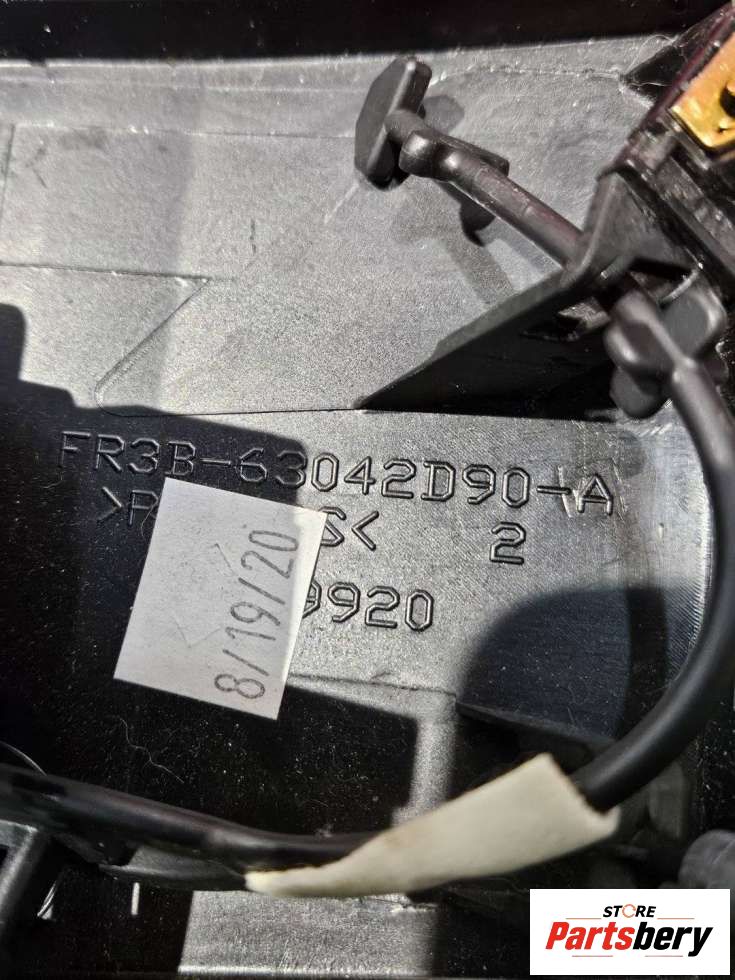 FR3B-63042D90-A
>P S< 2
9920
8/19/20
STORE
Partsbery